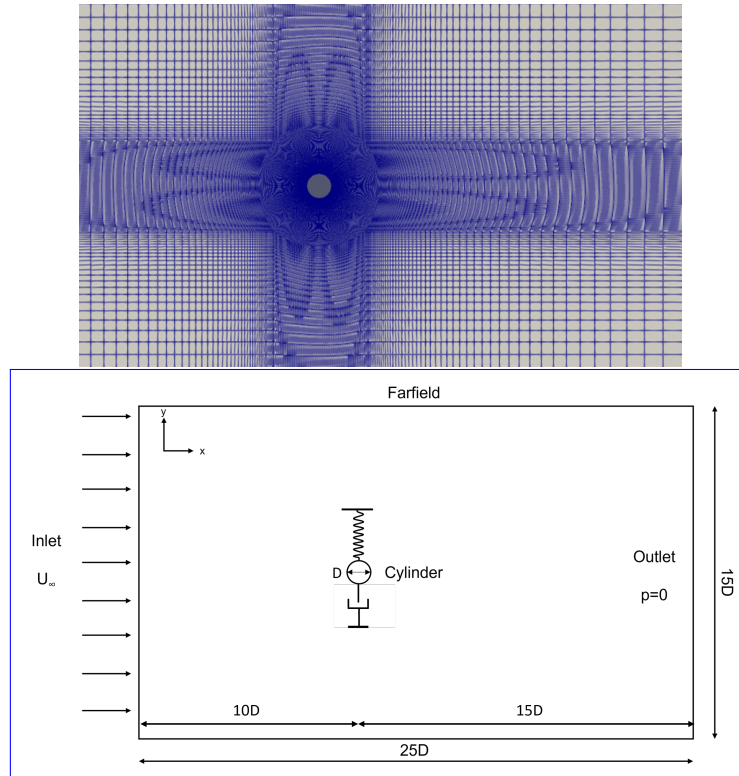 Farfield
y
x
Inlet
U∞
D
Cylinder
Outlet
p=0
15D
10D
15D
25D